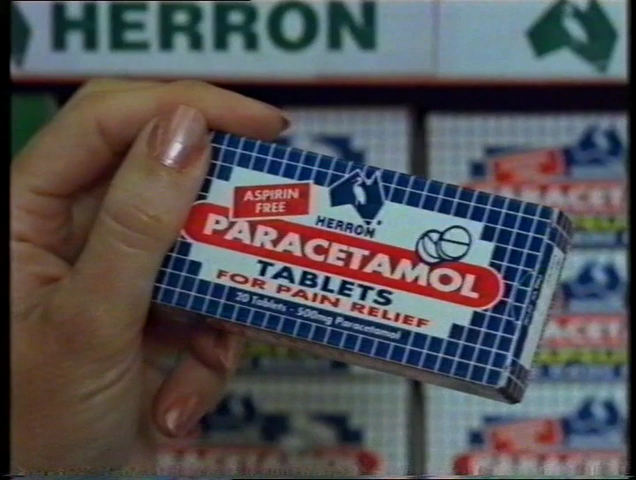 HERRON
ASPIRIN
FREE
HERRON
PARACETAMOL
TABLETS
FOR PAIN RELIEF
20 Tablets - 500mg Paracetamol